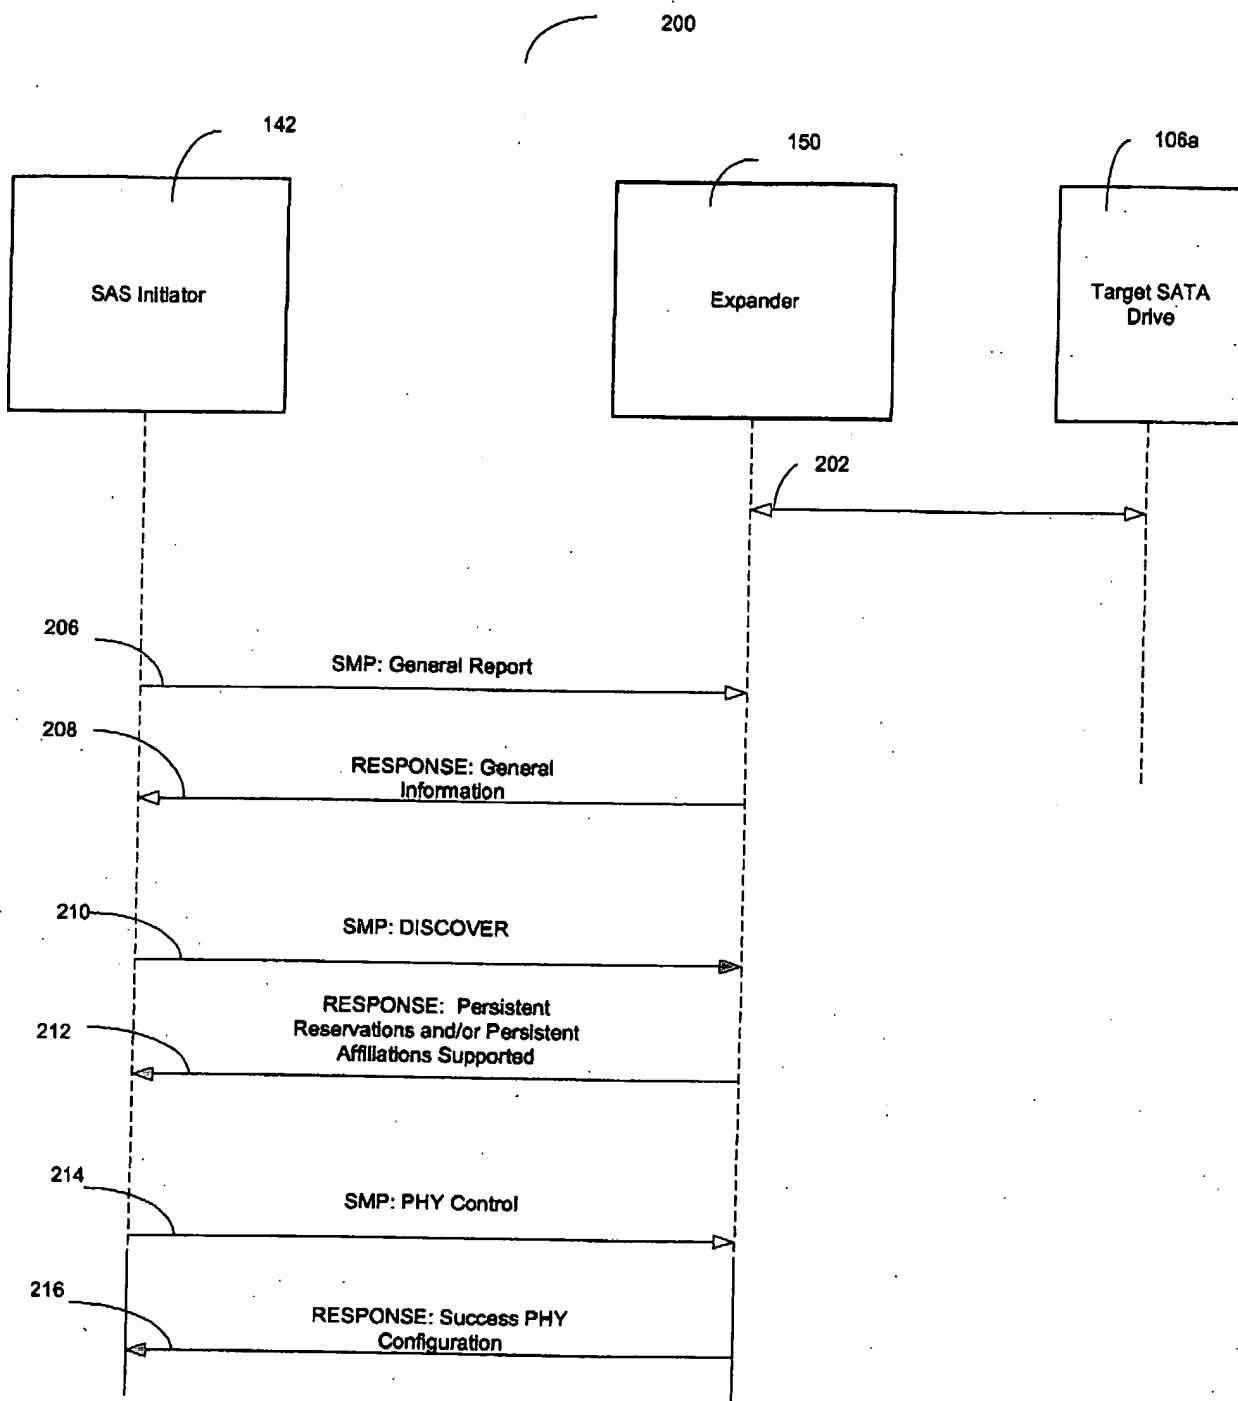 200
142
150
106a
SAS Initiator
Expander
Target SATA
Drive
202
206
SMP: General Report
208
RESPONSE: General
Information
210
SMP: DISCOVER
RESPONSE: Persistent
Reservations and/or Persistent
Affiliations Supported
212
214
SMP: PHY Control
216
RESPONSE: Success PHY
Configuration